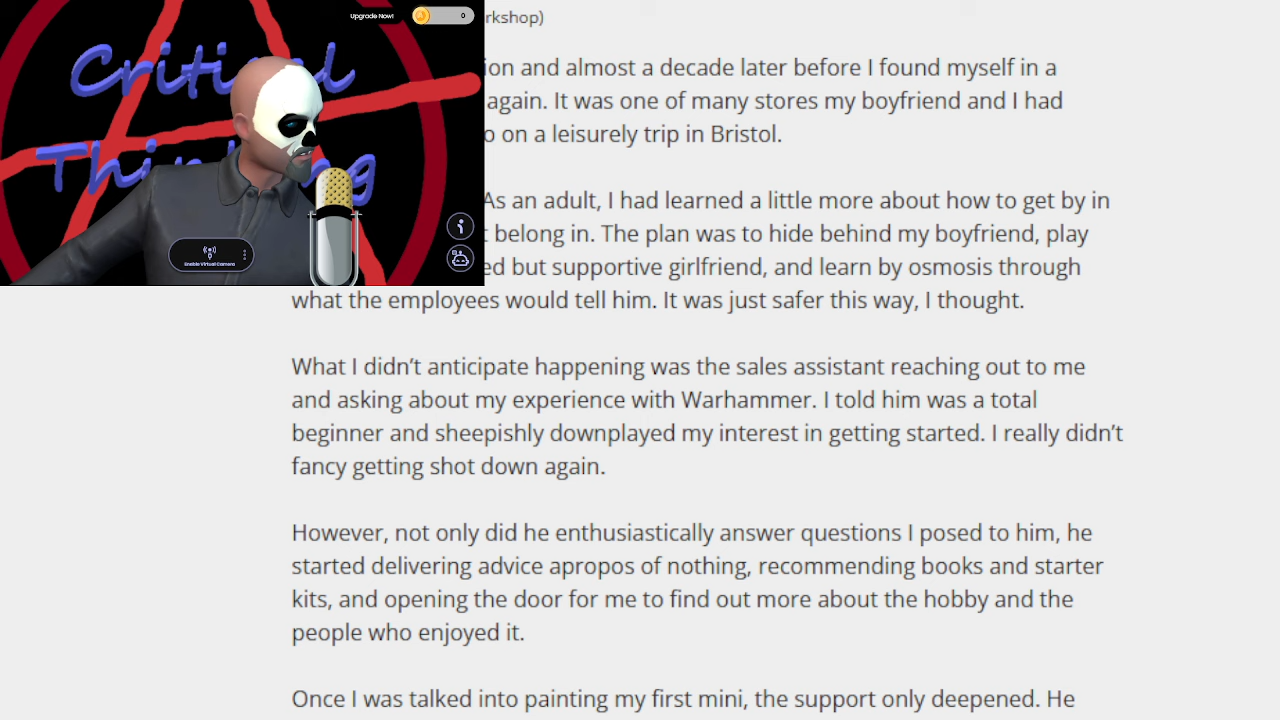 Upgrade Now!
0
Critical
Thinking
Enable Virtual Camera
rkshop)
ion and almost a decade later before I found myself in a
again. It was one of many stores my boyfriend and I had
o on a leisurely trip in Bristol.
As an adult, I had learned a little more about how to get by in
t belong in. The plan was to hide behind my boyfriend, play
ed but supportive girlfriend, and learn by osmosis through
what the employees would tell him. It was just safer this way, I thought.
What I didn’t anticipate happening was the sales assistant reaching out to me
and asking about my experience with Warhammer. I told him was a total
beginner and sheepishly downplayed my interest in getting started. I really didn’t
fancy getting shot down again.
However, not only did he enthusiastically answer questions I posed to him, he
started delivering advice apropos of nothing, recommending books and starter
kits, and opening the door for me to find out more about the hobby and the
people who enjoyed it.
Once I was talked into painting my first mini, the support only deepened. He